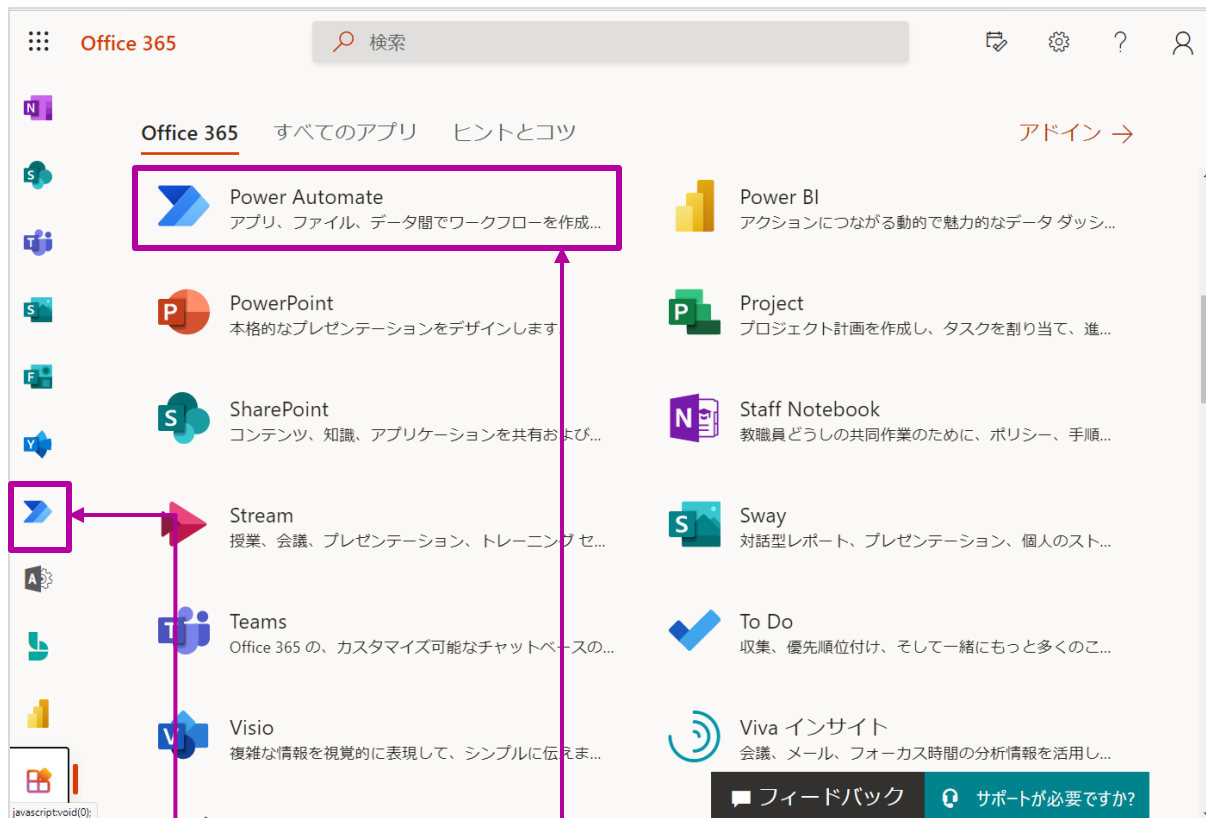 Office 365
検索
Office 365 すべてのアプリ ヒントとコツ アドイン →
Power Automate
アプリ、ファイル、データ間でワークフローを作成...
Power BI
アクションにつながる動的で魅力的なデータ ダッシ...
PowerPoint
本格的なプレゼンテーションをデザインします。
Project
プロジェクト計画を作成し、タスクを割り当て、進...
SharePoint
コンテンツ、知識、アプリケーションを共有および...
Staff Notebook
教職員どうしの共同作業のために、ポリシー、手順...
Stream
授業、会議、プレゼンテーション、トレーニング セ...
Sway
対話型レポート、プレゼンテーション、個人のスト...
Teams
Office 365 の、カスタマイズ可能なチャットベースの...
To Do
収集、優先順位付け、そして一緒にもっと多くのこ...
Visio
複雑な情報を視覚的に表現して、シンプルに伝えま...
Viva インサイト
会議、メール、フォーカス時間の分析情報を活用し...
フィードバック
サポートが必要ですか?
javascript:void(0);